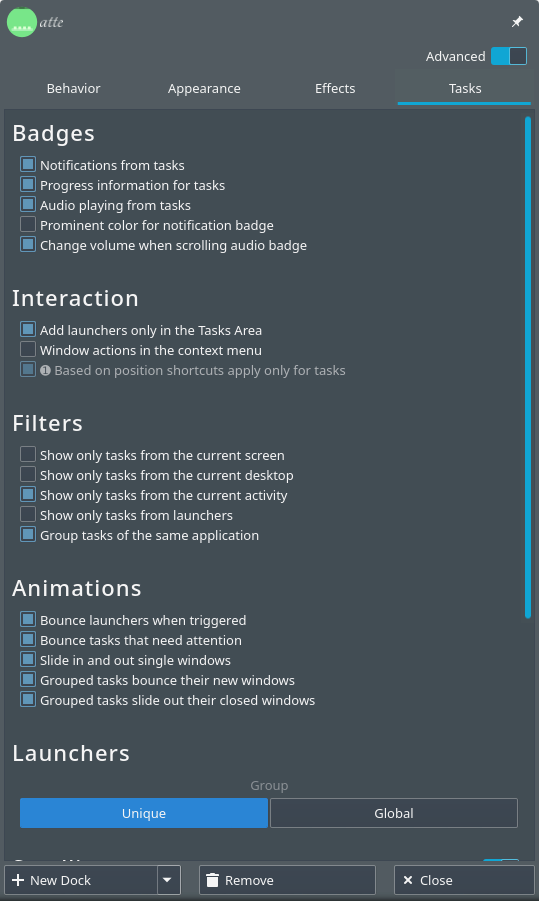 atte
Advanced
Behavior Appearance Effects Tasks
Badges
Notifications from tasks
Progress information for tasks
Audio playing from tasks
Prominent color for notification badge
Change volume when scrolling audio badge
Interaction
Add launchers only in the Tasks Area
Window actions in the context menu
❶ Based on position shortcuts apply only for tasks
Filters
Show only tasks from the current screen
Show only tasks from the current desktop
Show only tasks from the current activity
Show only tasks from launchers
Group tasks of the same application
Animations
Bounce launchers when triggered
Bounce tasks that need attention
Slide in and out single windows
Grouped tasks bounce their new windows
Grouped tasks slide out their closed windows
Launchers
Group
Unique Global
New Dock Remove Close